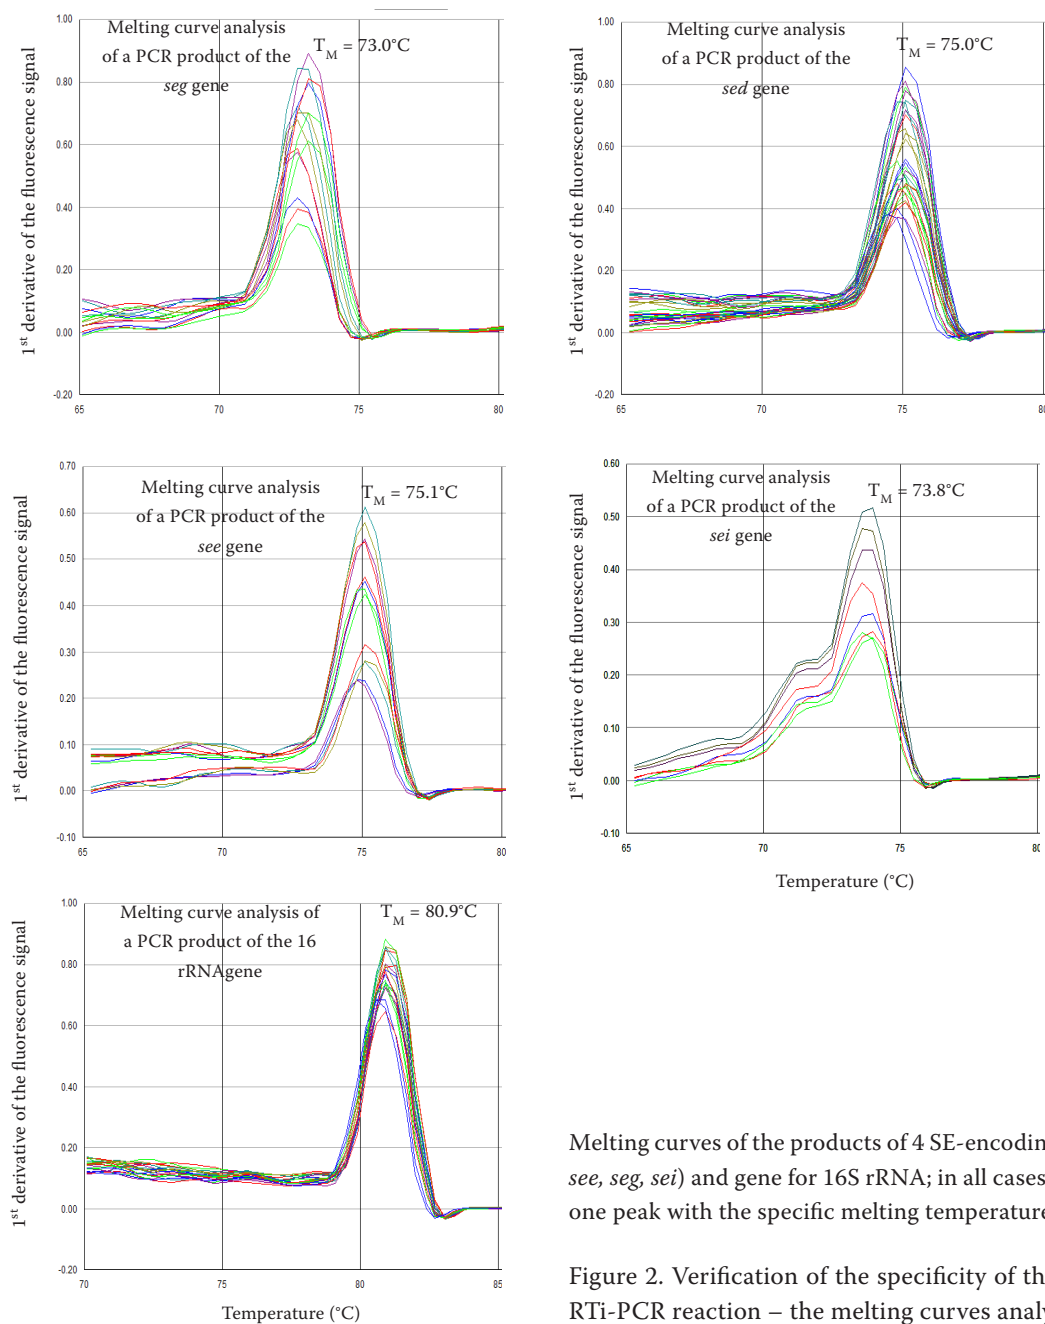 Melting curve analysis
of a PCR product of the
seg gene
TM = 73.0°C
1st derivative of the fluorescence signal
1.00
0.80
0.60
0.40
0.20
0.00
-0.20
65
70
75
80
Melting curve analysis
of a PCR product of the
sed gene
TM = 75.0°C
1st derivative of the fluorescence signal
1.00
0.80
0.60
0.40
0.20
0.00
-0.20
65
70
75
80
Melting curve analysis
of a PCR product of the
see gene
TM = 75.1°C
1st derivative of the fluorescence signal
0.70
0.60
0.50
0.40
0.30
0.20
0.10
0.00
-0.10
65
70
75
80
Melting curve analysis
of a PCR product of the
sei gene
TM = 73.8°C
1st derivative of the fluorescence signal
0.60
0.50
0.40
0.30
0.20
0.10
0.00
-0.10
65
70
75
80
Temperature (°C)
Melting curve analysis of
a PCR product of the 16
rRNAgene
TM = 80.9°C
1st derivative of the fluorescence signal
1.00
0.80
0.60
0.40
0.20
0.00
-0.20
70
75
80
85
Temperature (°C)
Melting curves of the products of 4 SE-encodin
see, seg, sei) and gene for 16S rRNA; in all cases
one peak with the specific melting temperature
Figure 2. Verification of the specificity of th
RTi-PCR reaction – the melting curves analy